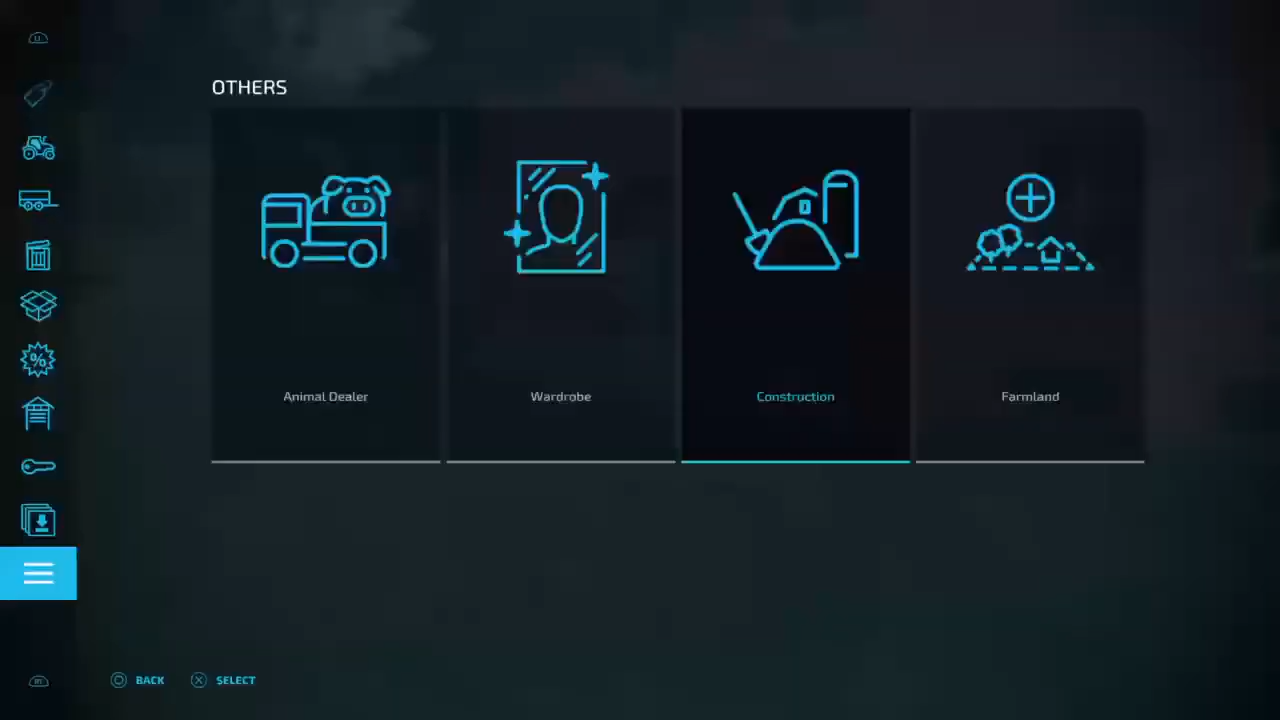 OTHERS
Animal Dealer
Wardrobe
Construction
Farmland
BACK SELECT